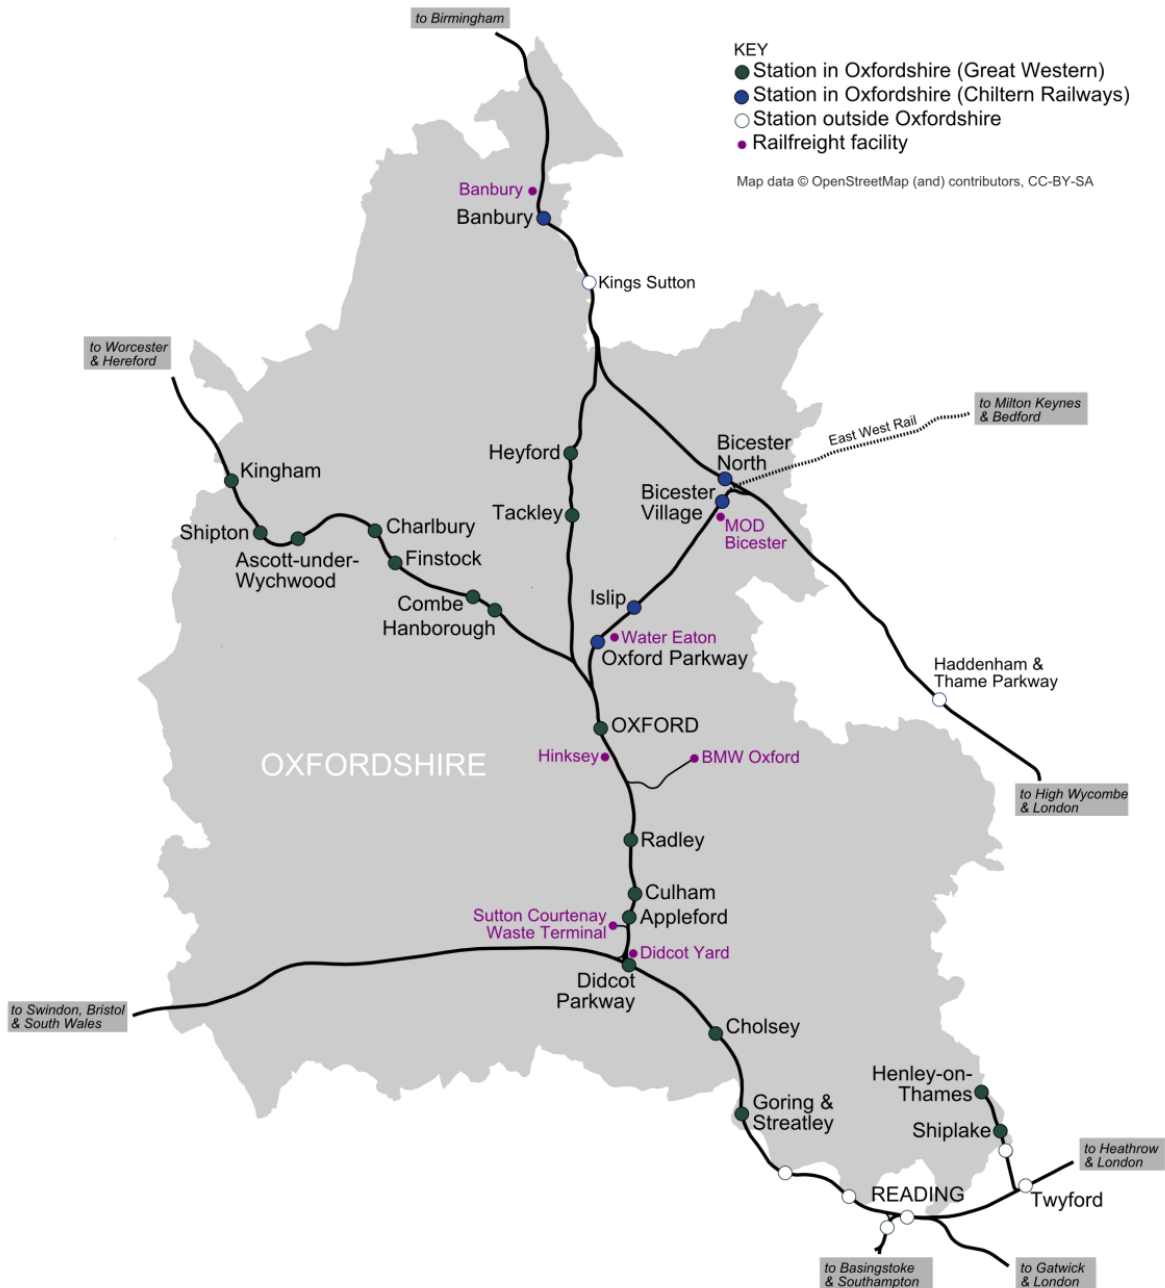 to Birmingham
KEY
Station in Oxfordshire (Great Western)
Station in Oxfordshire (Chiltern Railways)
Station outside Oxfordshire
Railfreight facility
Map data © OpenStreetMap (and) contributors, CC-BY-SA
Banbury
Banbury
Kings Sutton
to Worcester
& Hereford
to Milton Keynes
& Bedford
East West Rail
Heyford
Bicester
North
Kingham
Bicester
Village
Tackley
MOD
Bicester
Shipton
Charlbury
Ascott-under-
Wychwood
Finstock
Combe
Hanborough
Islip
Water Eaton
Oxford Parkway
Haddenham &
Thame Parkway
OXFORD
OXFORDSHIRE
Hinksey
BMW Oxford
to High Wycombe
& London
Radley
Culham
Sutton Courtenay
Waste Terminal
Appleford
Didcot Yard
Didcot
Parkway
to Swindon, Bristol
& South Wales
Cholsey
Henley-on-
Thames
Goring &
Streatley
Shiplake
to Heathrow
& London
READING
Twyford
to Basingstoke
& Southampton
to Gatwick
& London